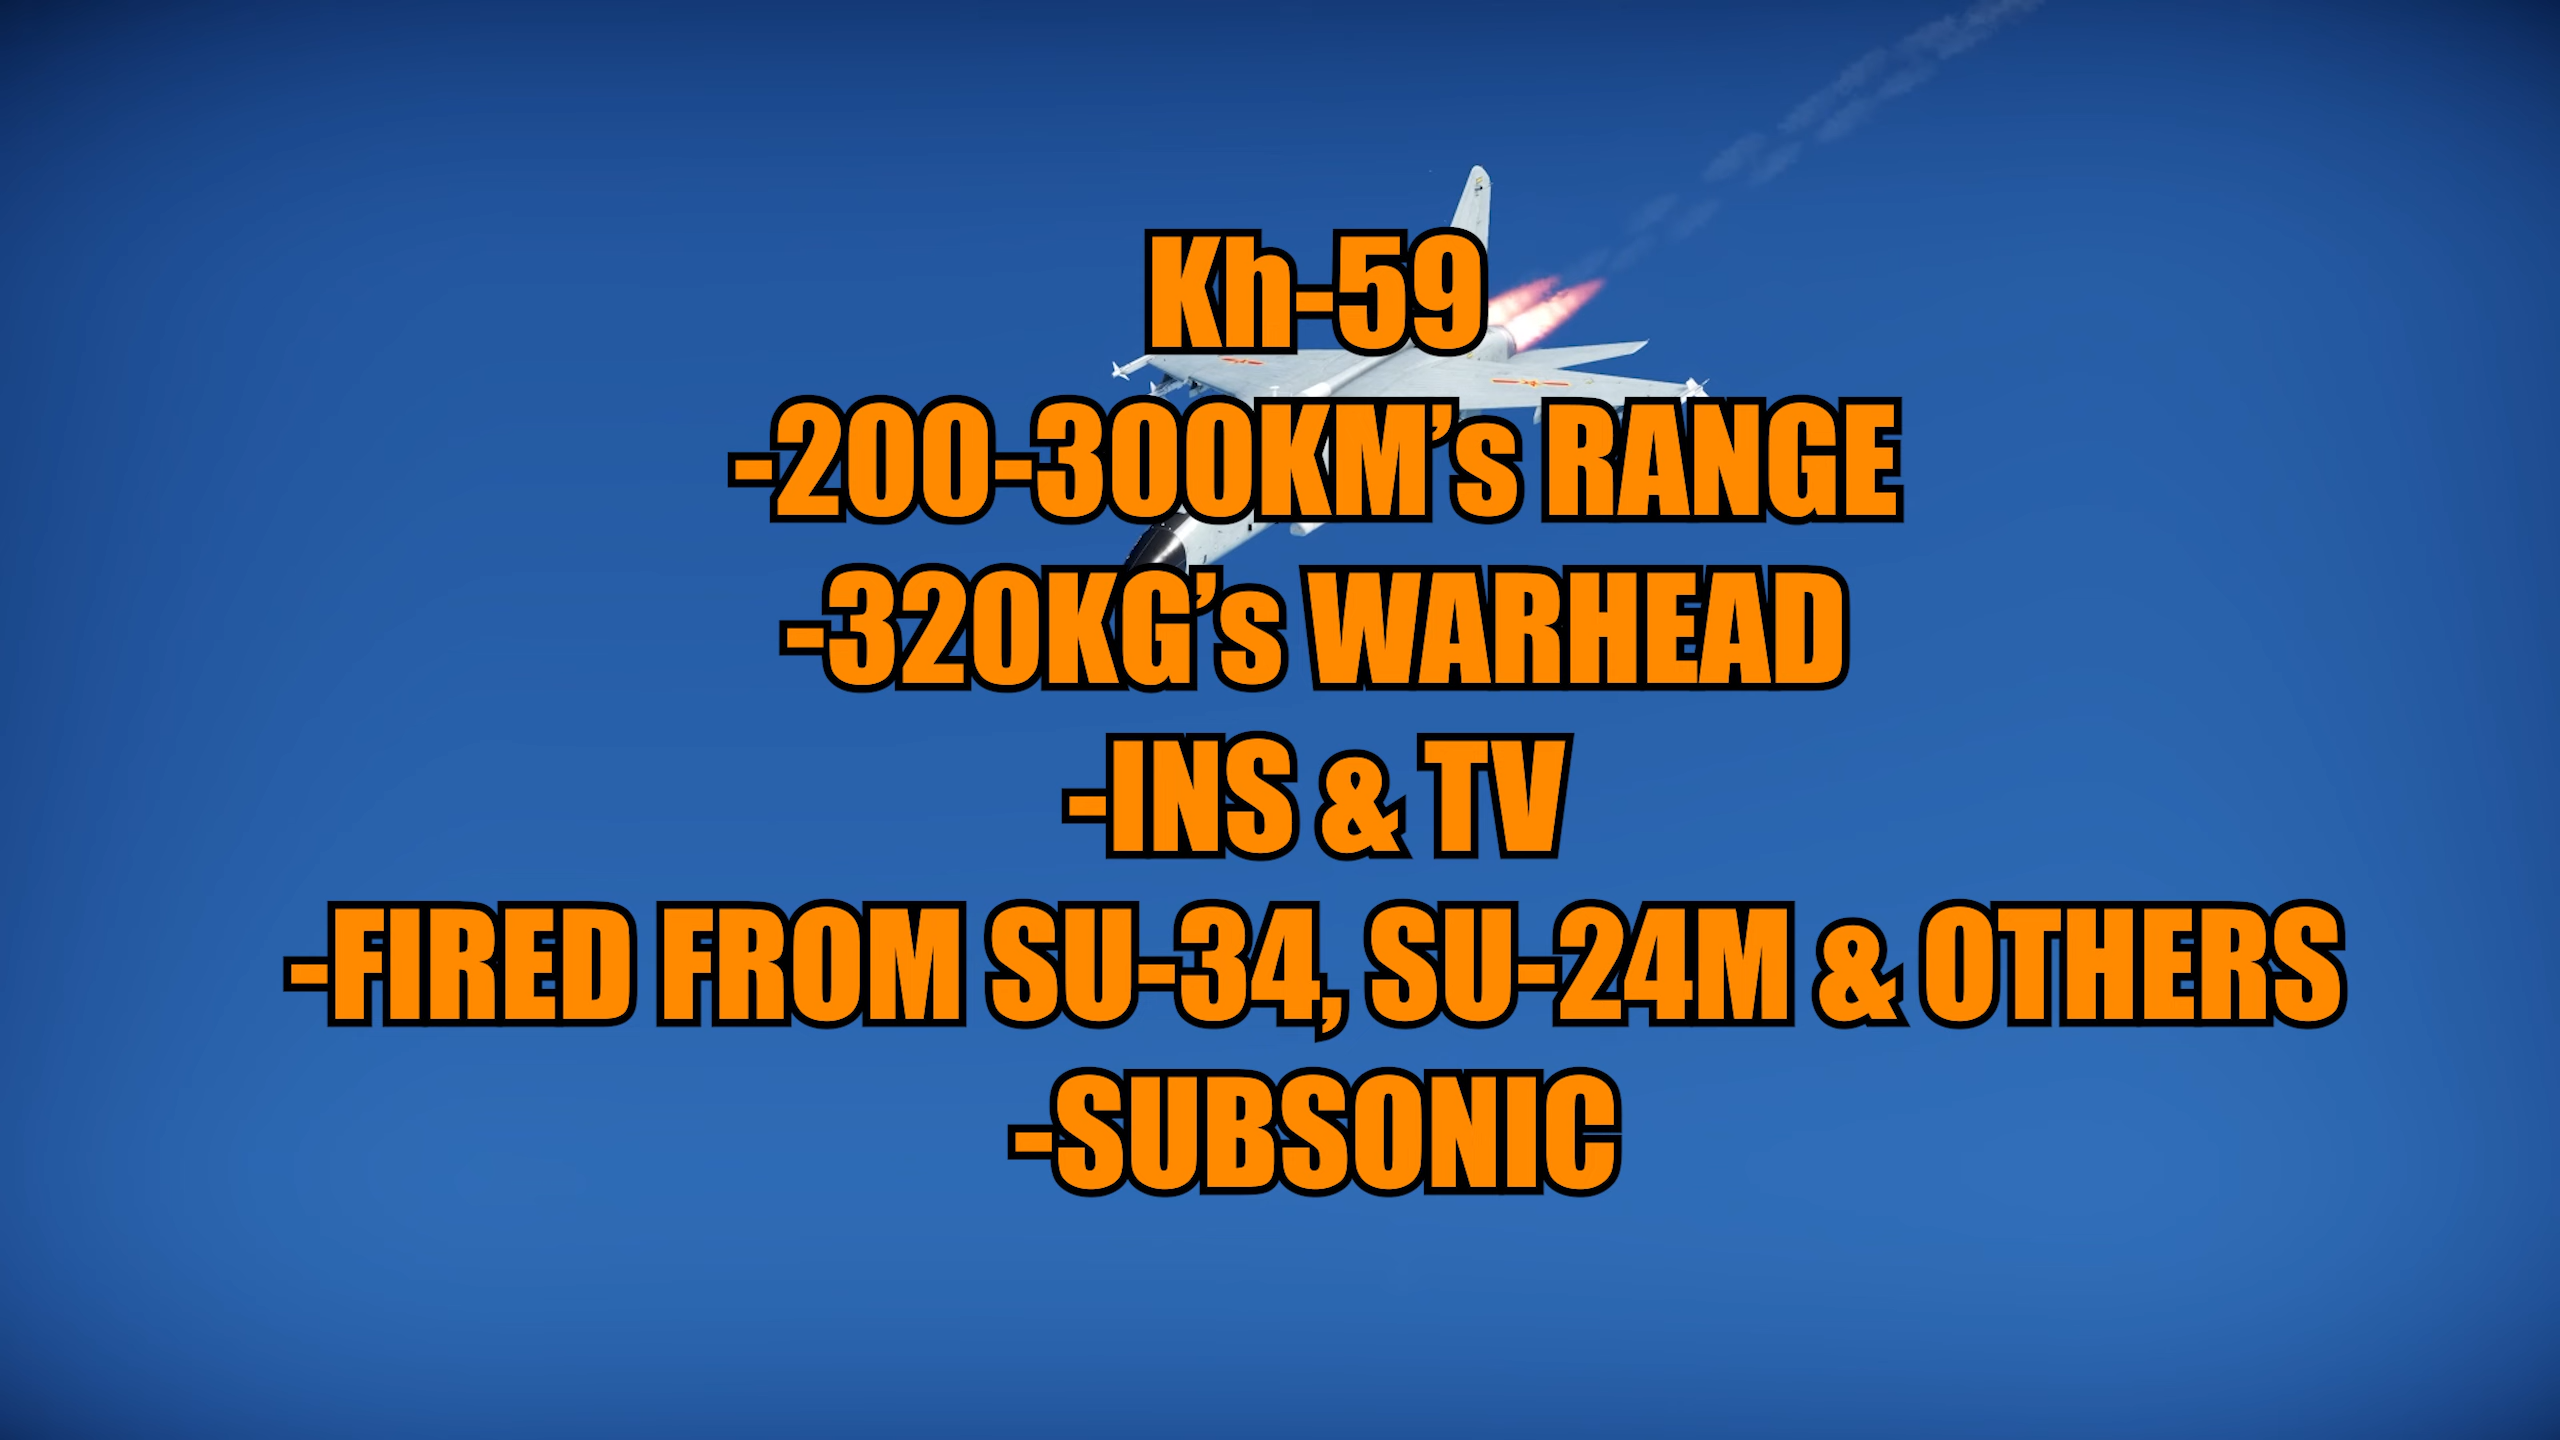 Kh-59
-200-300KM’s RANGE
-320KG’s WARHEAD
-INS & TV
-FIRED FROM SU-34, SU-24M & OTHERS
-SUBSONIC